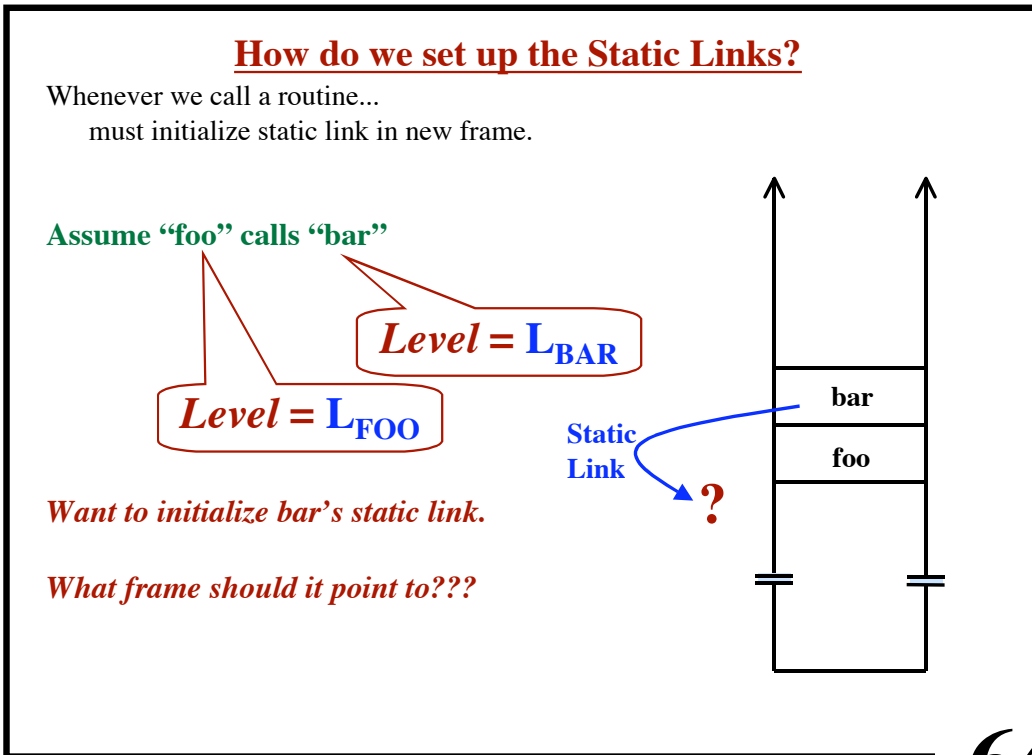 How do we set up the Static Links?
Whenever we call a routine...
must initialize static link in new frame.
Assume “foo” calls “bar”
Level = LBAR
Level = LFOO
bar
foo
Static
Link
?
Want to initialize bar’s static link.
What frame should it point to???